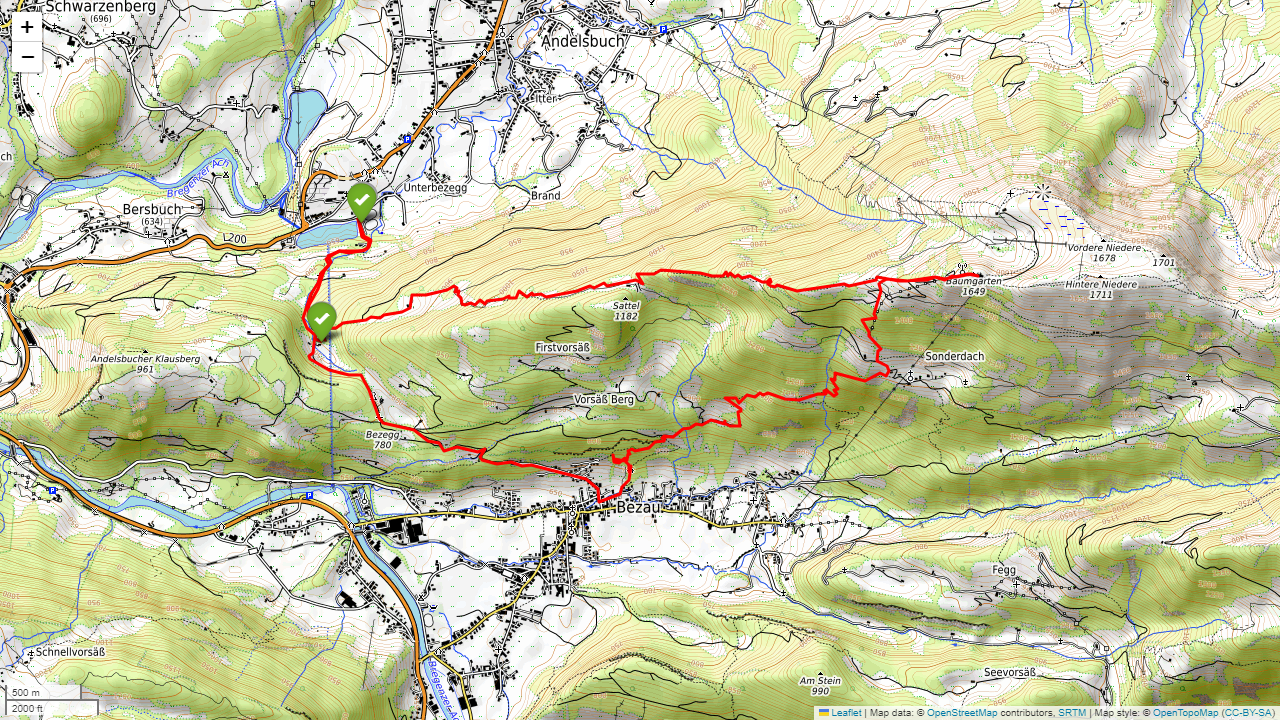 +
−
Schwarzenberg
(696)
Andelsbuch
P
Itter
P
Bregenzer Ach
Unterbezegg
Brand
Bersbuch
(634)
L200
Vordere Niedere
1678
1701
Baumgarten
1649
Hintere Niedere
1711
Sattel
1182
Firstvorsäß
Andelsbucher Klausberg
961
Sonderdach
Vorsäß Berg
Bezegg
780
P
P
Bezau
Fegg
Schnellvorsäß
Seevorsäß
Am Stein
990
500 m
2000 ft
Leaflet | Map data: © OpenStreetMap contributors, SRTM | Map style: © OpenTopoMap (CC-BY-SA)